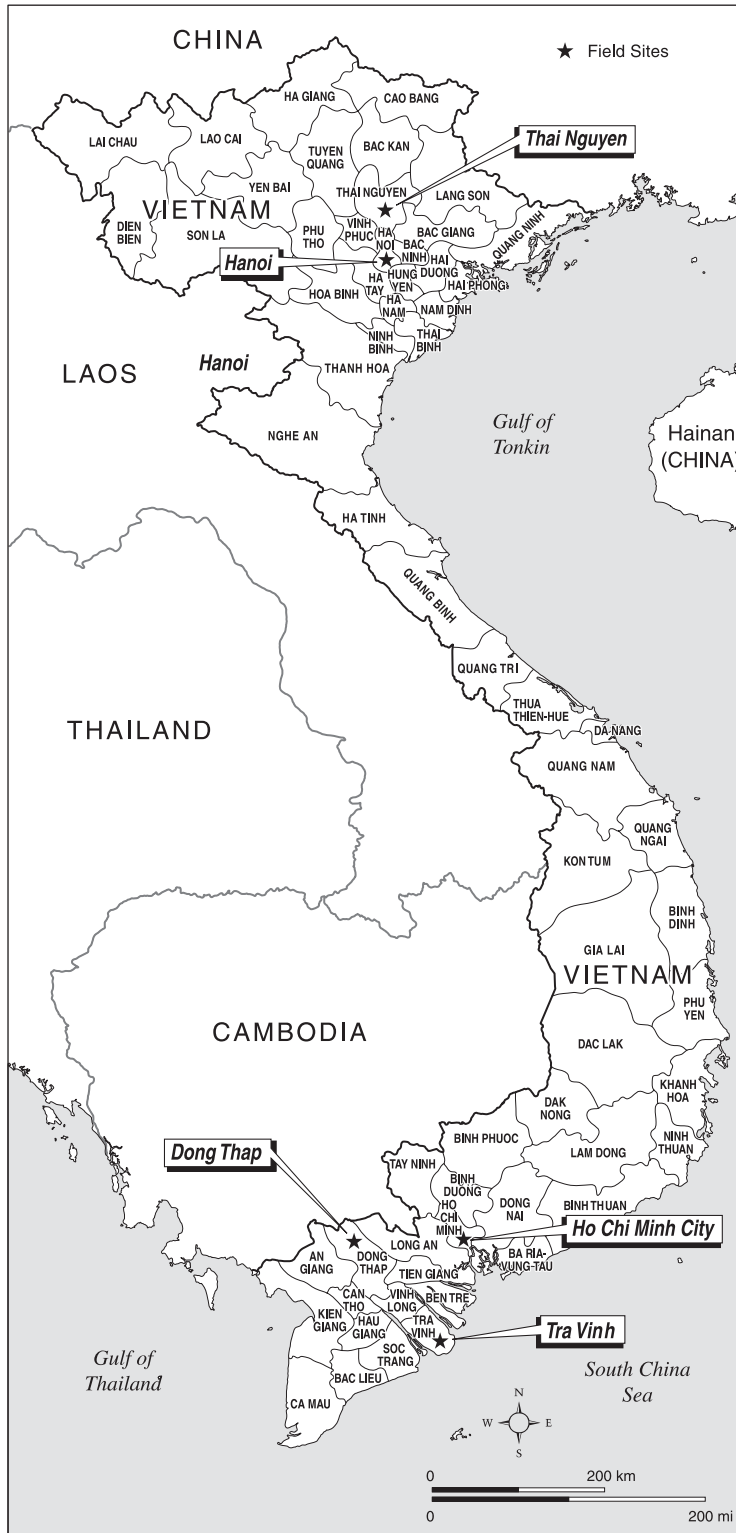 CHINA
★ Field Sites
HA GIANG
CAO BANG
LAI CHAU
LAO CAI
TUYEN
QUANG
BAC KAN
Thai Nguyen
YEN BAI
THAI NGUYEN
LANG SON
VIETNAM
DIEN
BIEN
SON LA
PHU
THO
VINH
PHUC
HA
NOI
BAC
NINH
BAC GIANG
QUANG NINH
Hanoi
HA
TAY
HUNG
YEN
HAI
DUONG
HAI PHONG
HOA BINH
HA
NAM
NAM DINH
NINH
BINH
THAI
BINH
LAOS
Hanoi
THANH HOA
NGHE AN
Gulf of
Tonkin
Hainan
(CHINA)
HA TINH
QUANG BINH
QUANG TRI
THUA
THIEN-HUE
DA NANG
THAILAND
QUANG NAM
QUANG
NGAI
KON TUM
BINH
DINH
GIA LAI
VIETNAM
PHU
YEN
CAMBODIA
DAC LAK
KHANH
HOA
DAK
NONG
NINH
THUAN
BINH PHUOC
LAM DONG
Dong Thap
TAY NINH
BINH
DUONG
HO
CHI
MINH
DONG
NAI
BINH THUAN
Ho Chi Minh City
AN
GIANG
DONG
THAP
LONG AN
BA RIA-
VUNG-TAU
TIEN GIANG
CAN
THO
VINH
LONG
BEN TRE
KIEN
GIANG
HAU
GIANG
TRA
VINH
Tra Vinh
SOC
TRANG
Gulf of
Thailand
BAC LIEU
South China
Sea
CA MAU
N
W
E
S
0
200 km
0
200 mi